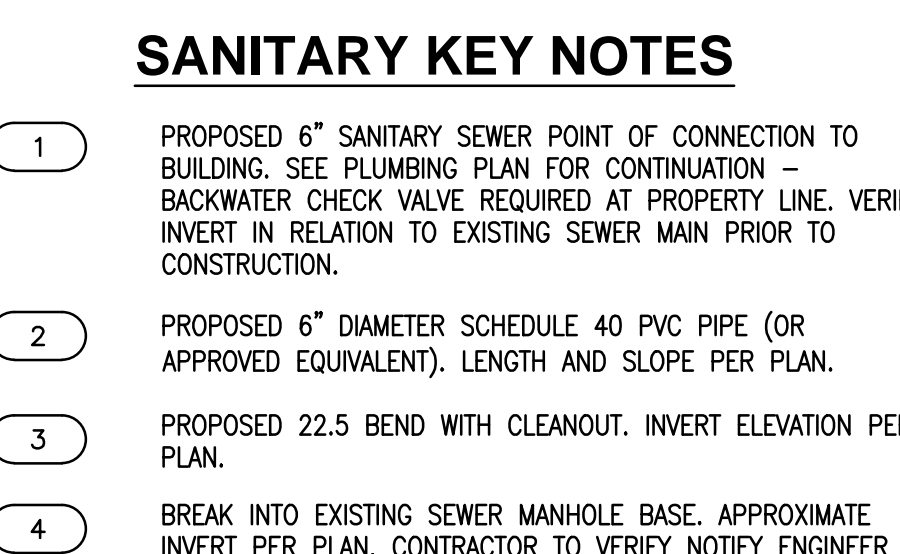 SANITARY KEY NOTES
1 PROPOSED 6” SANITARY SEWER POINT OF CONNECTION TO
BUILDING. SEE PLUMBING PLAN FOR CONTINUATION –
BACKWATER CHECK VALVE REQUIRED AT PROPERTY LINE.
INVERT IN RELATION TO EXISTING SEWER MAIN PRIOR TO
CONSTRUCTION.
2 PROPOSED 6” DIAMETER SCHEDULE 40 PVC PIPE (OR
APPROVED EQUIVALENT). LENGTH AND SLOPE PER PLAN.
3 PROPOSED 22.5 BEND WITH CLEANOUT. INVERT ELEVATION
PLAN.
4 BREAK INTO EXISTING SEWER MANHOLE BASE. APPROXIMATE
INVERT PER PLAN. CONTRACTOR TO VERIFY NOTIFY ENGINEER